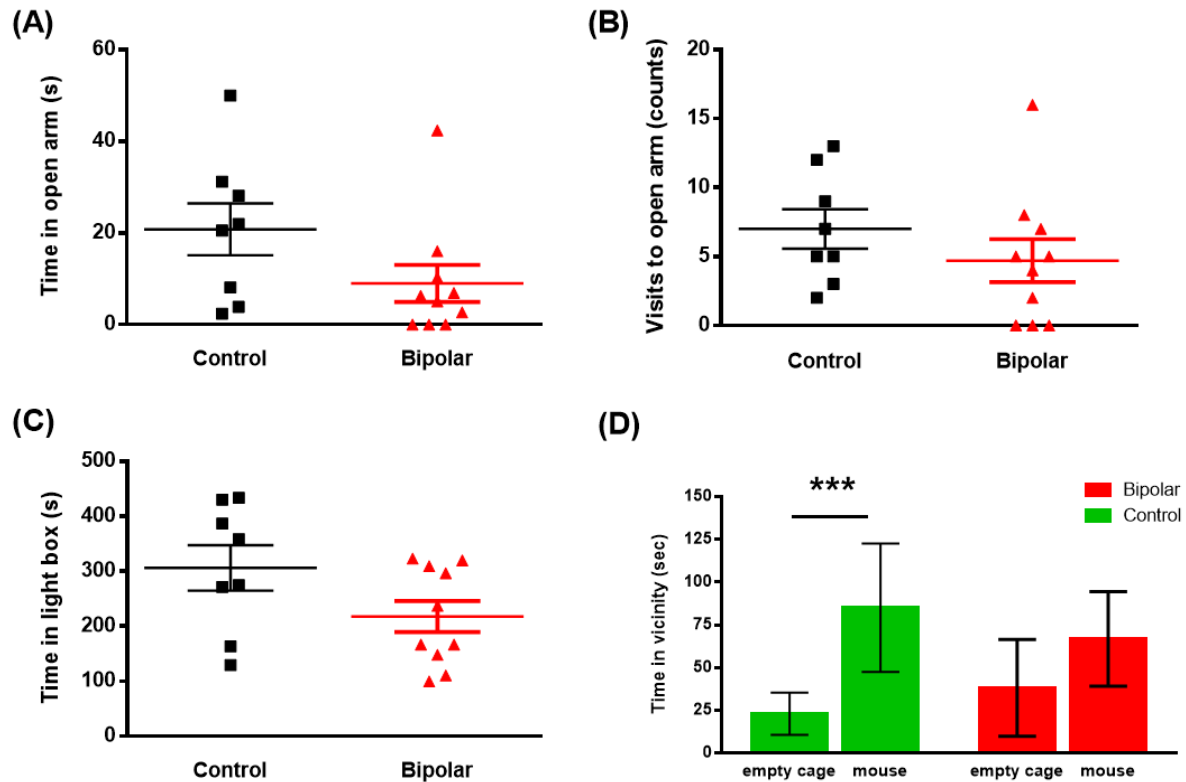 (A)
Time in open arm (s)
60
40
20
0
Control
Bipolar
(B)
Visits to open arm (counts)
20
15
10
5
0
Control
Bipolar
(C)
Time in light box (s)
500
400
300
200
100
0
Control
Bipolar
(D)
Time in vicinity (sec)
150
125
100
75
50
25
0
***
Bipolar
Control
empty cage
mouse
empty cage
mouse